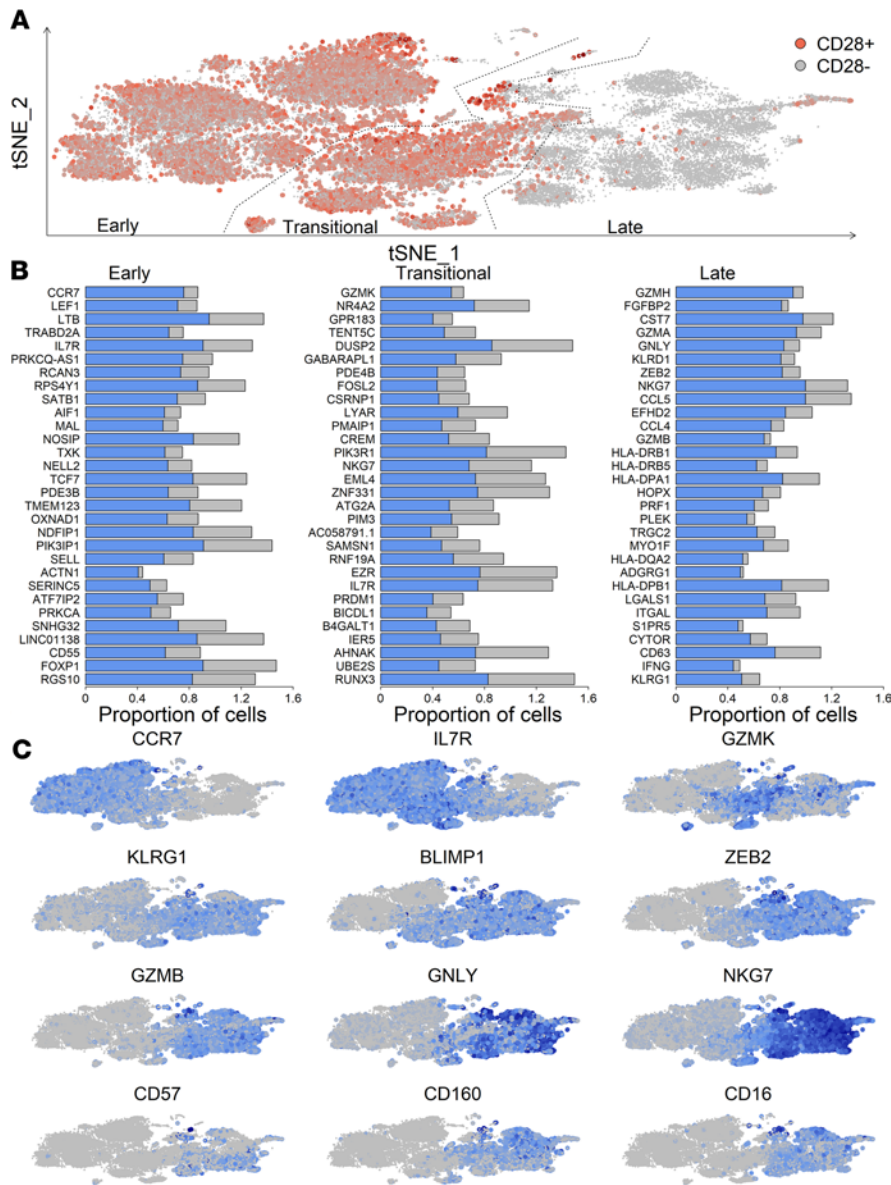 A
CD28+
CD28-
tSNE_2
Early
Transitional
Late
tSNE_1
B
Early
CCR7
LEF1
LTB
TRABD2A
IL7R
PRKCQ-AS1
RCAN3
RPS4Y1
SATB1
AIF1
MAL
NOSIP
TXK
NELL2
TCF7
PDE3B
TMEM123
OXNAD1
NDFIP1
PIK3IP1
SELL
ACTN1
SERINC5
ATF7IP2
PRKCA
SNHG32
LINC01138
CD55
FOXP1
RGS10
0 0.4 0.8 1.2 1.6
Proportion of cells
Transitional
GZMK
NR4A2
GPR183
TENT5C
DUSP2
GABARAPL1
PDE4B
FOSL2
CSRNP1
LYAR
PMAIP1
CREM
PIK3R1
NKG7
EML4
ZNF331
ATG2A
PIM3
AC058791.1
SAMSN1
RNF19A
EZR
IL7R
PRDM1
BICDL1
B4GALT1
IER5
AHNAK
UBE2S
RUNX3
0 0.4 0.8 1.2 1.6
Proportion of cells
Late
GZMH
FGFBP2
CST7
GZMA
GNLY
KLRD1
ZEB2
NKG7
CCL5
EFHD2
CCL4
GZMB
HLA-DRB1
HLA-DRB5
HLA-DPA1
HOPX
PRF1
PLEK
TRGC2
MYO1F
HLA-DQA2
ADGRG1
HLA-DPB1
LGALS1
ITGAL
S1PR5
CYTOR
CD63
IFNG
KLRG1
0 0.4 0.8 1.2 1.6
Proportion of cells
C
CCR7 IL7R GZMK
KLRG1 BLIMP1 ZEB2
GZMB GNLY NKG7
CD57 CD160 CD16